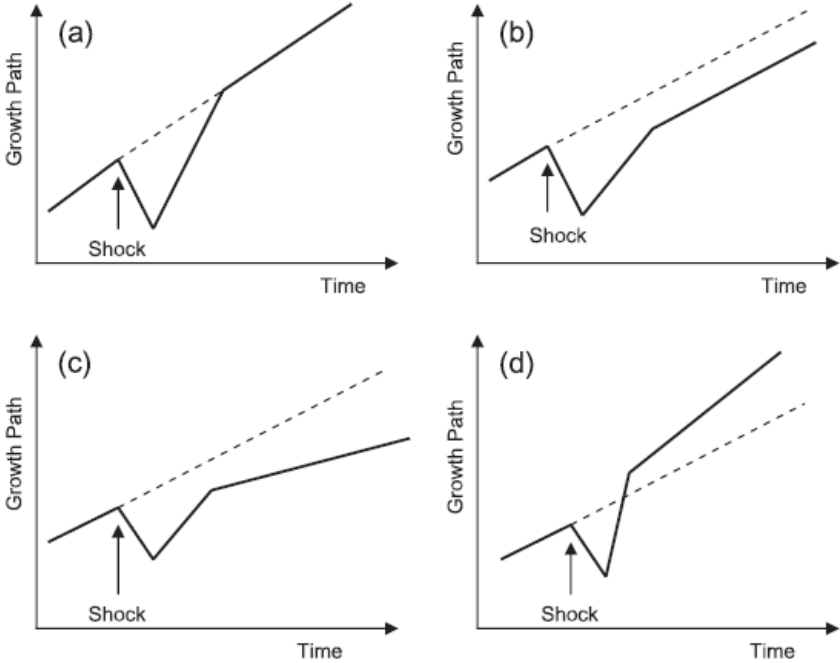 (a)
Growth Path
Shock
Time
(b)
Growth Path
Shock
Time
(c)
Growth Path
Shock
Time
(d)
Growth Path
Shock
Time